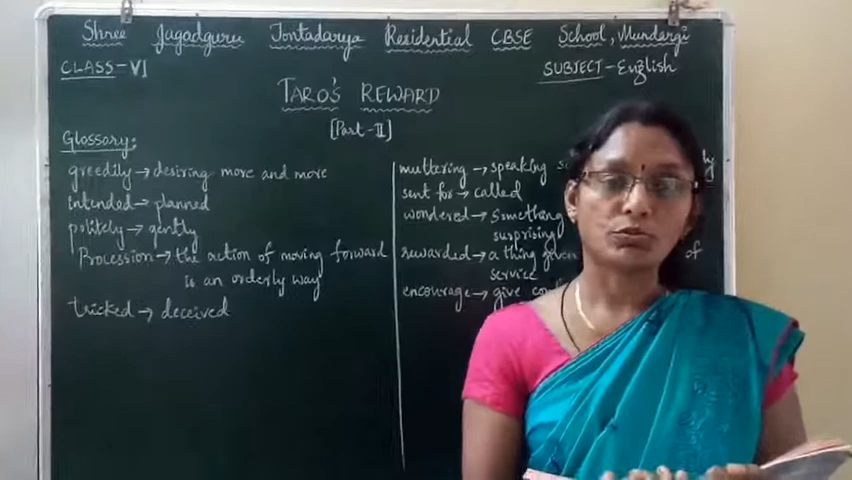 Shree Jagadguru Tontadarya Residential CBSE School, Mundargi
CLASS-VI
SUBJECT-English
TARO'S REWARD
[Part-II]
Glossary:
greedily→desiring more and more
intended→planned
politely→gently
Procession→the action of moving forward
is an orderly way
tricked→deceived
muttering→speaking
sent for→called
wondered→something
surprising
rewarded→a thing given
of
service
encourage→give